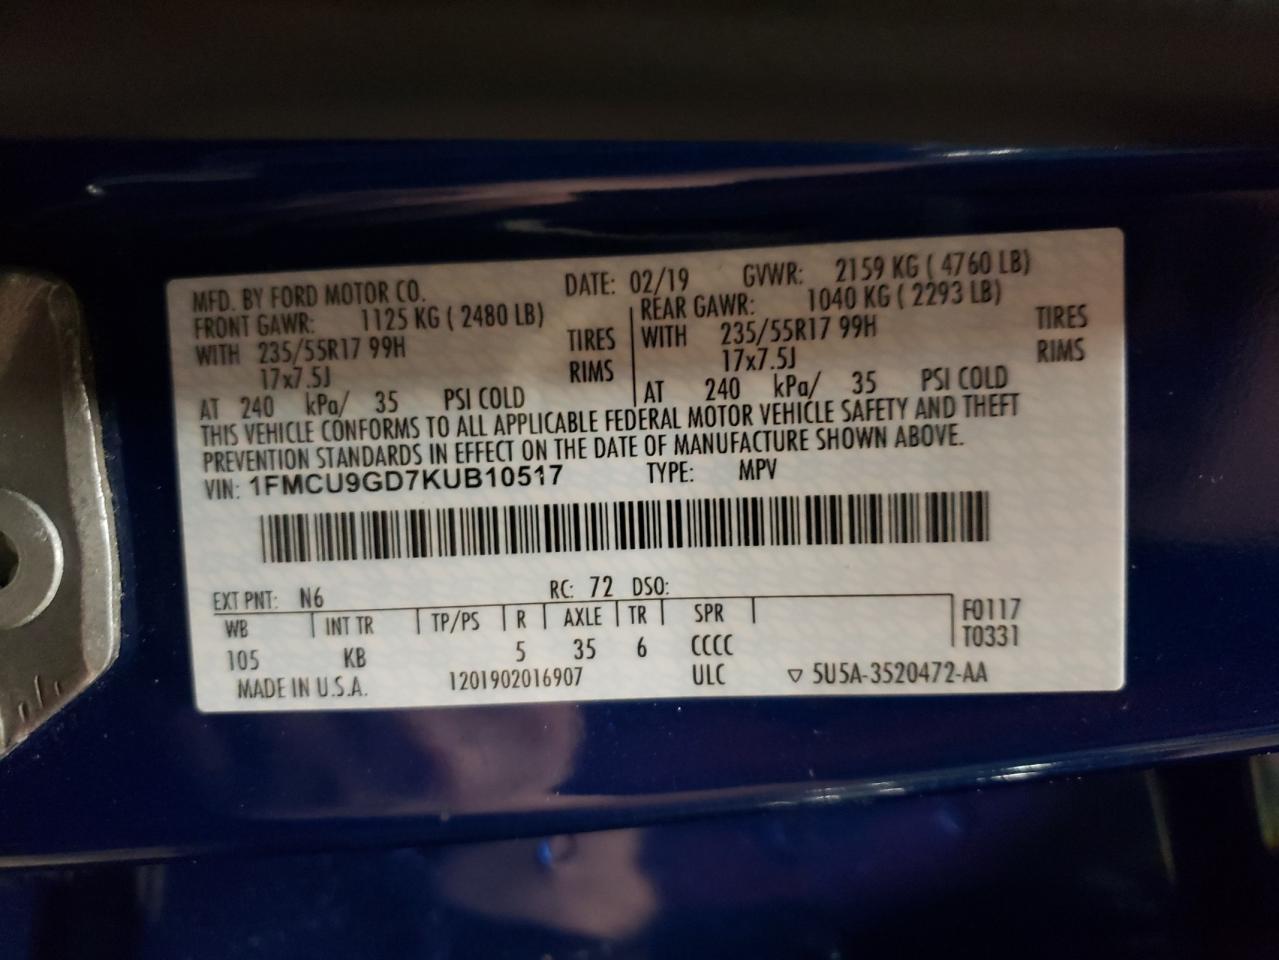 MFD. BY FORD MOTOR CO. DATE: 02/19 GVWR: 2159 KG ( 4760 LB)
FRONT GAWR: 1125 KG ( 2480 LB) REAR GAWR: 1040 KG ( 2293 LB)
WITH 235/55R17 99H TIRES WITH 235/55R17 99H TIRES
17x7.5J RIMS 17x7.5J RIMS
AT 240 kPa/ 35 PSI COLD AT 240 kPa/ 35 PSI COLD
THIS VEHICLE CONFORMS TO ALL APPLICABLE FEDERAL MOTOR VEHICLE SAFETY AND THEFT
PREVENTION STANDARDS IN EFFECT ON THE DATE OF MANUFACTURE SHOWN ABOVE.
VIN: 1FMCU9GD7KUB10517 TYPE: MPV
EXT PNT: N6 RC: 72 DSO:
WB INT TR TP/PS R AXLE TR SPR F0117
105 KB 5 35 6 CCCC T0331
MADE IN U.S.A. 1201902016907 ULC ▽ 5U5A-3520472-AA